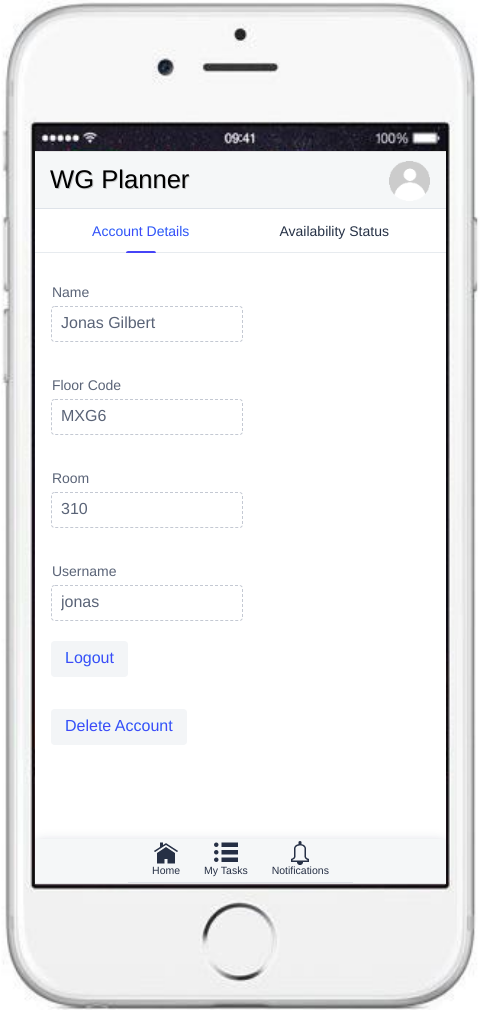 09:41 100%
WG Planner
Account Details Availability Status
Name
Jonas Gilbert
Floor Code
MXG6
Room
310
Username
jonas
Logout
Delete Account
Home My Tasks Notifications